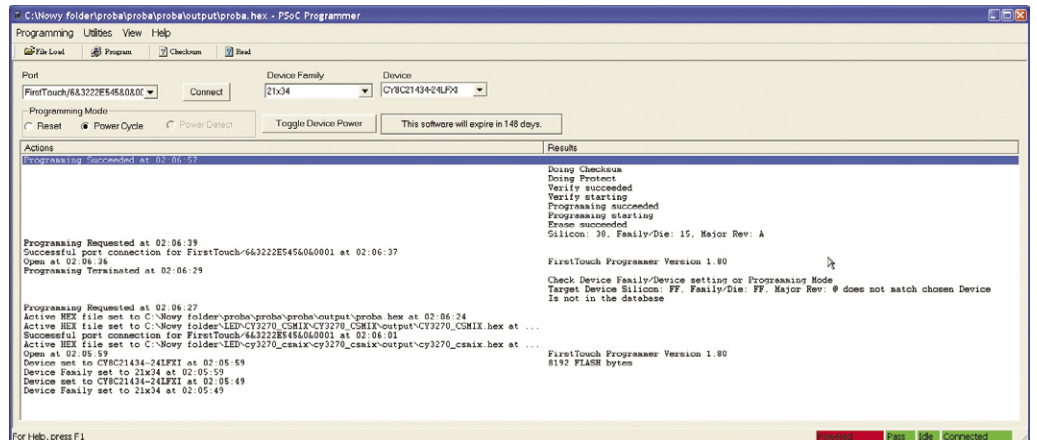 C:\Nowy folder\proba\proba\proba\output\proba.hex - PSoC Programmer
Programming Utilities View Help
File Load Program Checksum Read
Port Device Family Device
FirstTouch/6&3222E545&0&00 Connect 21x34 CY8C21434-24LFXI
Programming Mode
Reset Power Cycle Power Detect Toggle Device Power This software will expire in 148 days.
Actions Results
Programming Succeeded at 02:06:57
Doing Checksum
Doing Protect
Verify succeeded
Verify starting
Programming succeeded
Programming starting
Erase succeeded
Silicon: 30, Family/Die: 15, Major Rev: A
Programming Requested at 02:06:39
Successful port connection for FirstTouch/6&3222E545&0&0001 at 02:06:37
Open at 02:06:36 FirstTouch Programmer Version 1.80
Programming Terminated at 02:06:29
Check Device Family/Device setting or Programming Mode
Target Device Silicon: FF, Family/Die: FF, Major Rev: @ does not match chosen Device
Is not in the database
Programming Requested at 02:06:27
Active HEX file set to C:\Nowy folder\proba\proba\proba\output\proba.hex at 02:06:24
Active HEX file set to C:\Nowy folder\LED\CY3270_CSMIX\CY3270_CSMIX\output\CY3270_CSMIX.hex at ...
Successful port connection for FirstTouch/6&3222E545&0&0001 at 02:06:01
Active HEX file set to C:\Nowy folder\LED\cy3270_csmix\cy3270_csmix\output\cy3270_csmix.hex at ...
Open at 02:05:59 FirstTouch Programmer Version 1.80
Device set to CY8C21434-24LFXI at 02:05:59 8192 FLASH bytes
Device Family set to 21x34 at 02:05:59
Device set to CY8C21434-24LFXI at 02:05:49
Device Family set to 21x34 at 02:05:49
For Help, press F1 Powered Pass Idle Connected